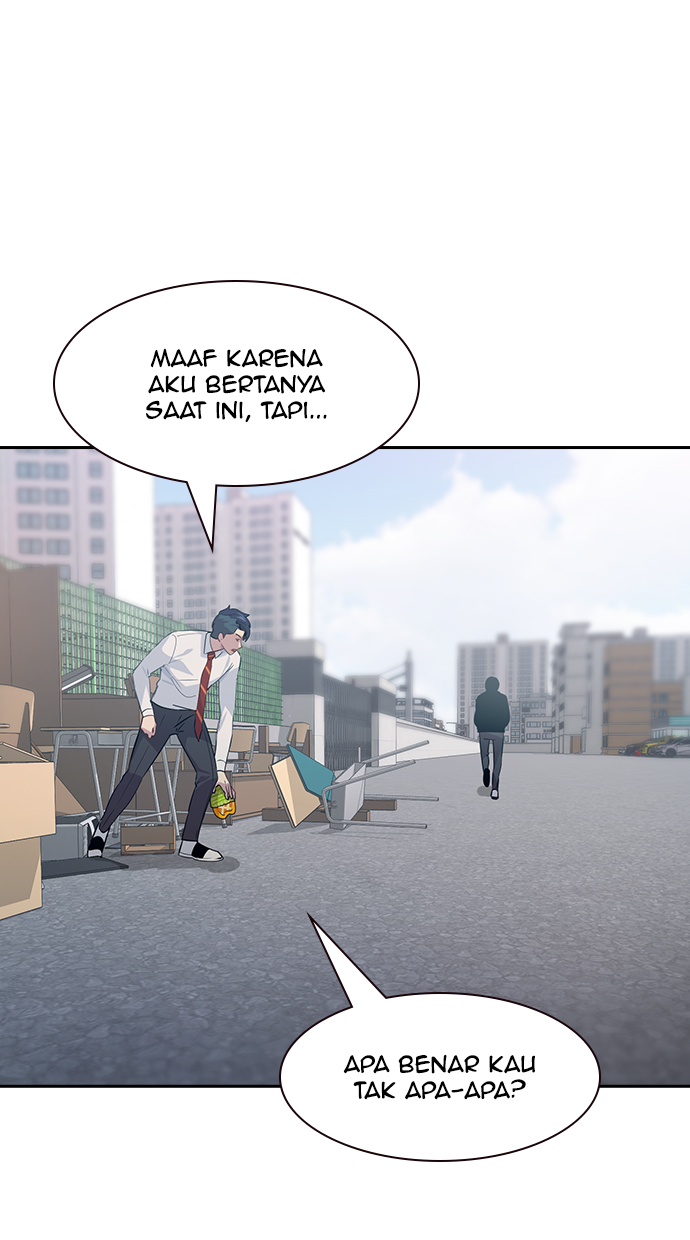 MAAF KARENA
AKU BERTANYA
SAAT INI, TAPI...
APA BENAR KAU
TAK APA-APA?